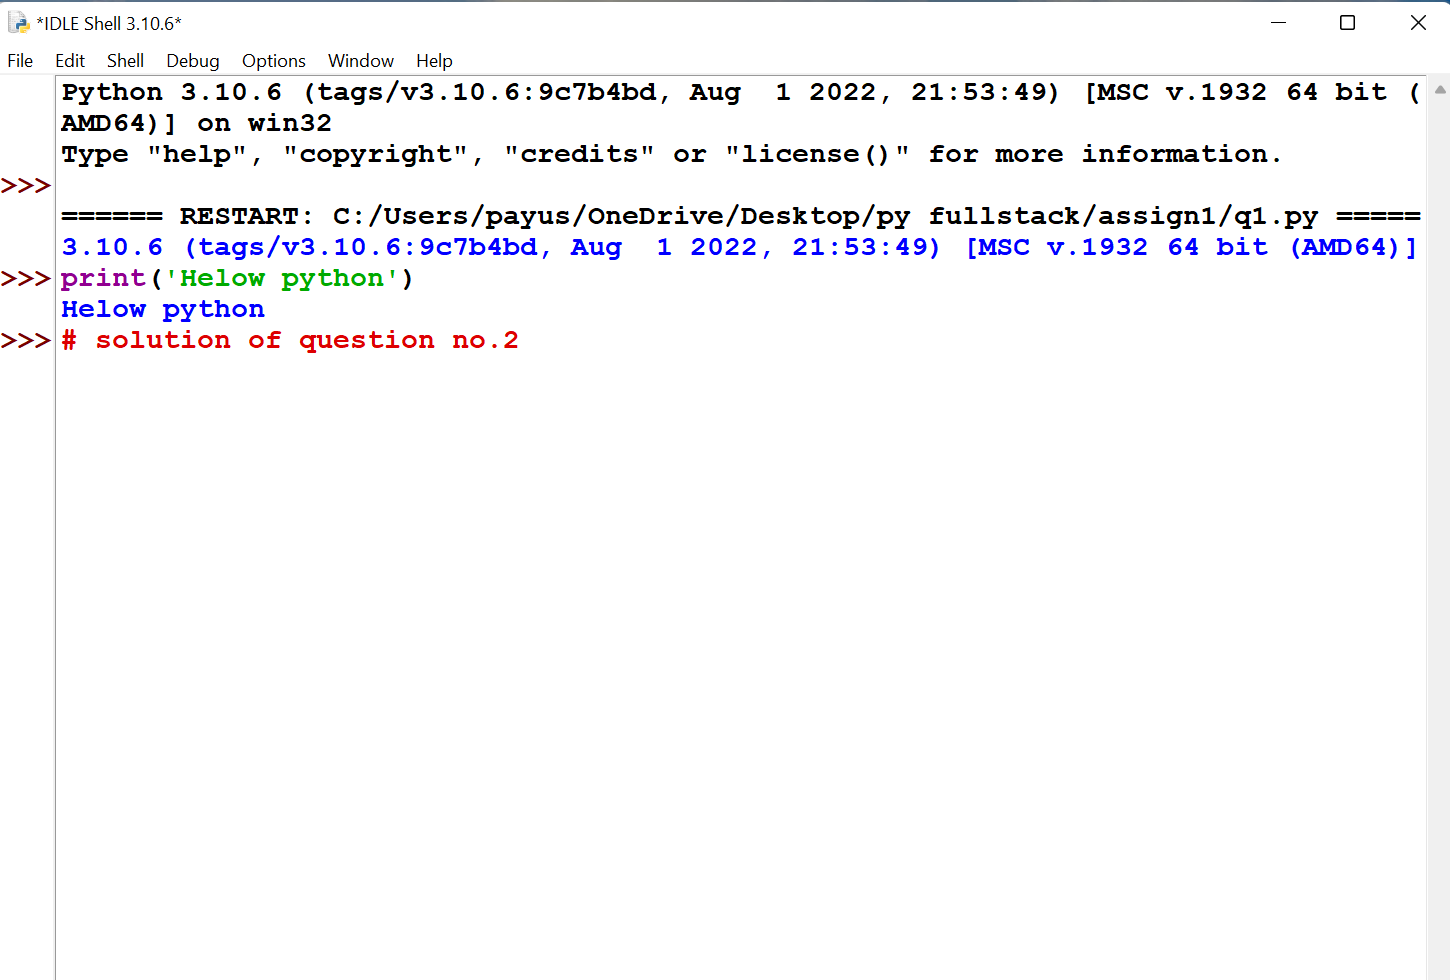 *IDLE Shell 3.10.6*
File Edit Shell Debug Options Window Help
Python 3.10.6 (tags/v3.10.6:9c7b4bd, Aug  1 2022, 21:53:49) [MSC v.1932 64 bit (
AMD64)] on win32
Type "help", "copyright", "credits" or "license()" for more information.
>>>
====== RESTART: C:/Users/payus/OneDrive/Desktop/py fullstack/assign1/q1.py =====
3.10.6 (tags/v3.10.6:9c7b4bd, Aug  1 2022, 21:53:49) [MSC v.1932 64 bit (AMD64)]
>>> print('Helow python')
Helow python
>>> # solution of question no.2